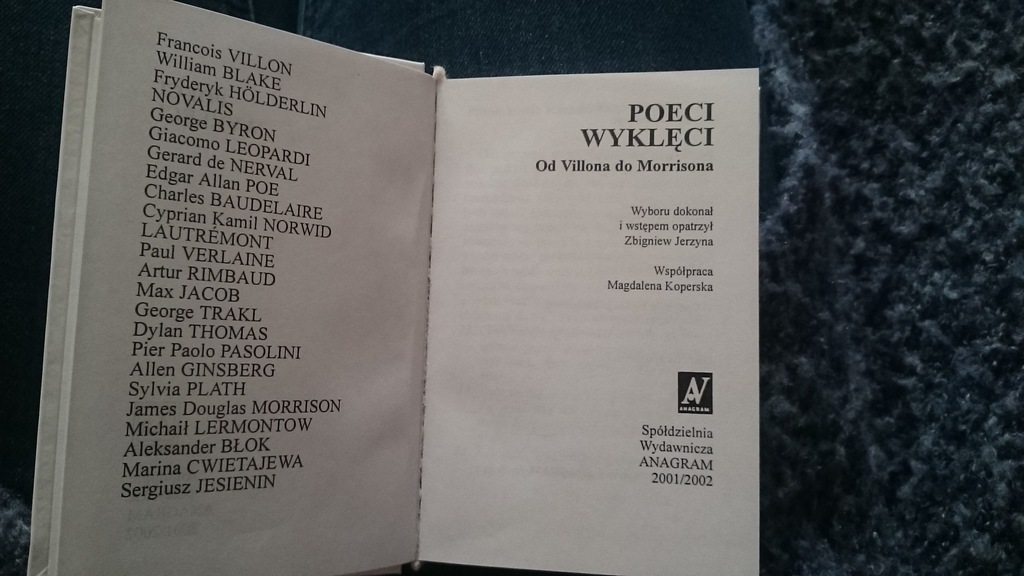 Francois VILLON
William BLAKE
Fryderyk HÖLDERLIN
NOVALIS
George BYRON
Giacomo LEOPARDI
Gerard de NERVAL
Edgar Allan POE
Charles BAUDELAIRE
Cyprian Kamil NORWID
LAUTRÉMONT
Paul VERLAINE
Artur RIMBAUD
Max JACOB
George TRAKL
Dylan THOMAS
Pier Paolo PASOLINI
Allen GINSBERG
Sylvia PLATH
James Douglas MORRISON
Michaił LERMONTOW
Aleksander BŁOK
Marina CWIETAJEWA
Sergiusz JESIENIN
POECI
WYKLĘCI
Od Villona do Morrisona
Wyboru dokonał
i wstępem opatrzył
Zbigniew Jerzyna
Współpraca
Magdalena Koperska
AV
ANAGRAM
Spółdzielnia
Wydawnicza
ANAGRAM
2001/2002